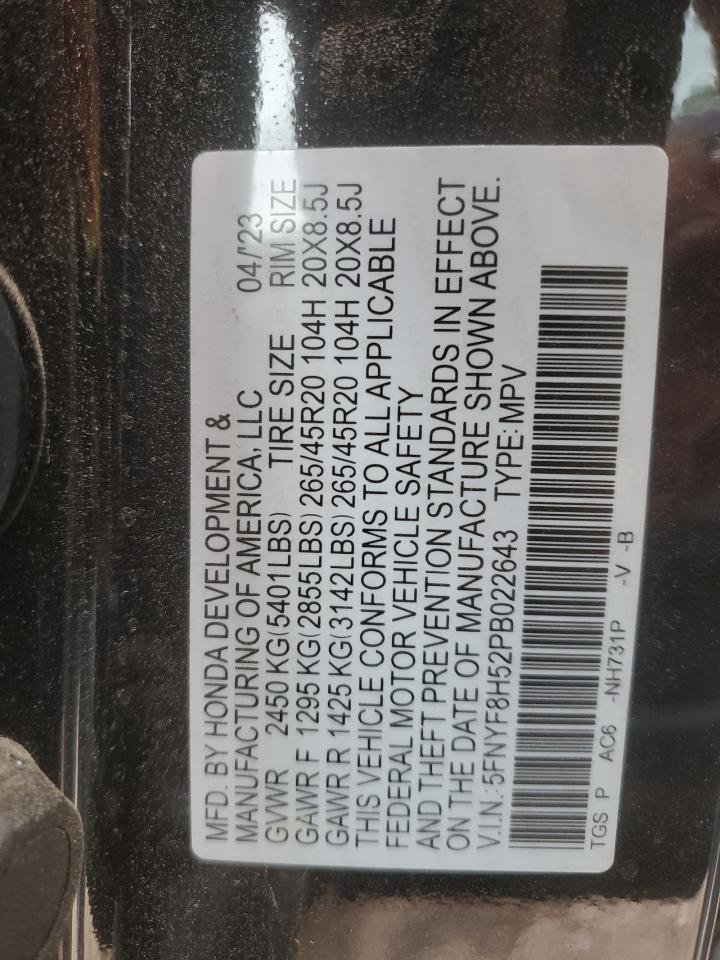 MFD. BY HONDA DEVELOPMENT &
MANUFACTURING OF AMERICA, LLC 04/'23
GVWR 2450 KG(5401LBS) TIRE SIZE RIM SIZE
GAWR F 1295 KG(2855LBS) 265/45R20 104H 20X8.5J
GAWR R 1425 KG(3142LBS) 265/45R20 104H 20X8.5J
THIS VEHICLE CONFORMS TO ALL APPLICABLE
FEDERAL MOTOR VEHICLE SAFETY
AND THEFT PREVENTION STANDARDS IN EFFECT
ON THE DATE OF MANUFACTURE SHOWN ABOVE.
V.I.N.: 5FNYF8H52PB022643 TYPE: MPV
TGS P AC6 -NH731P -V -B